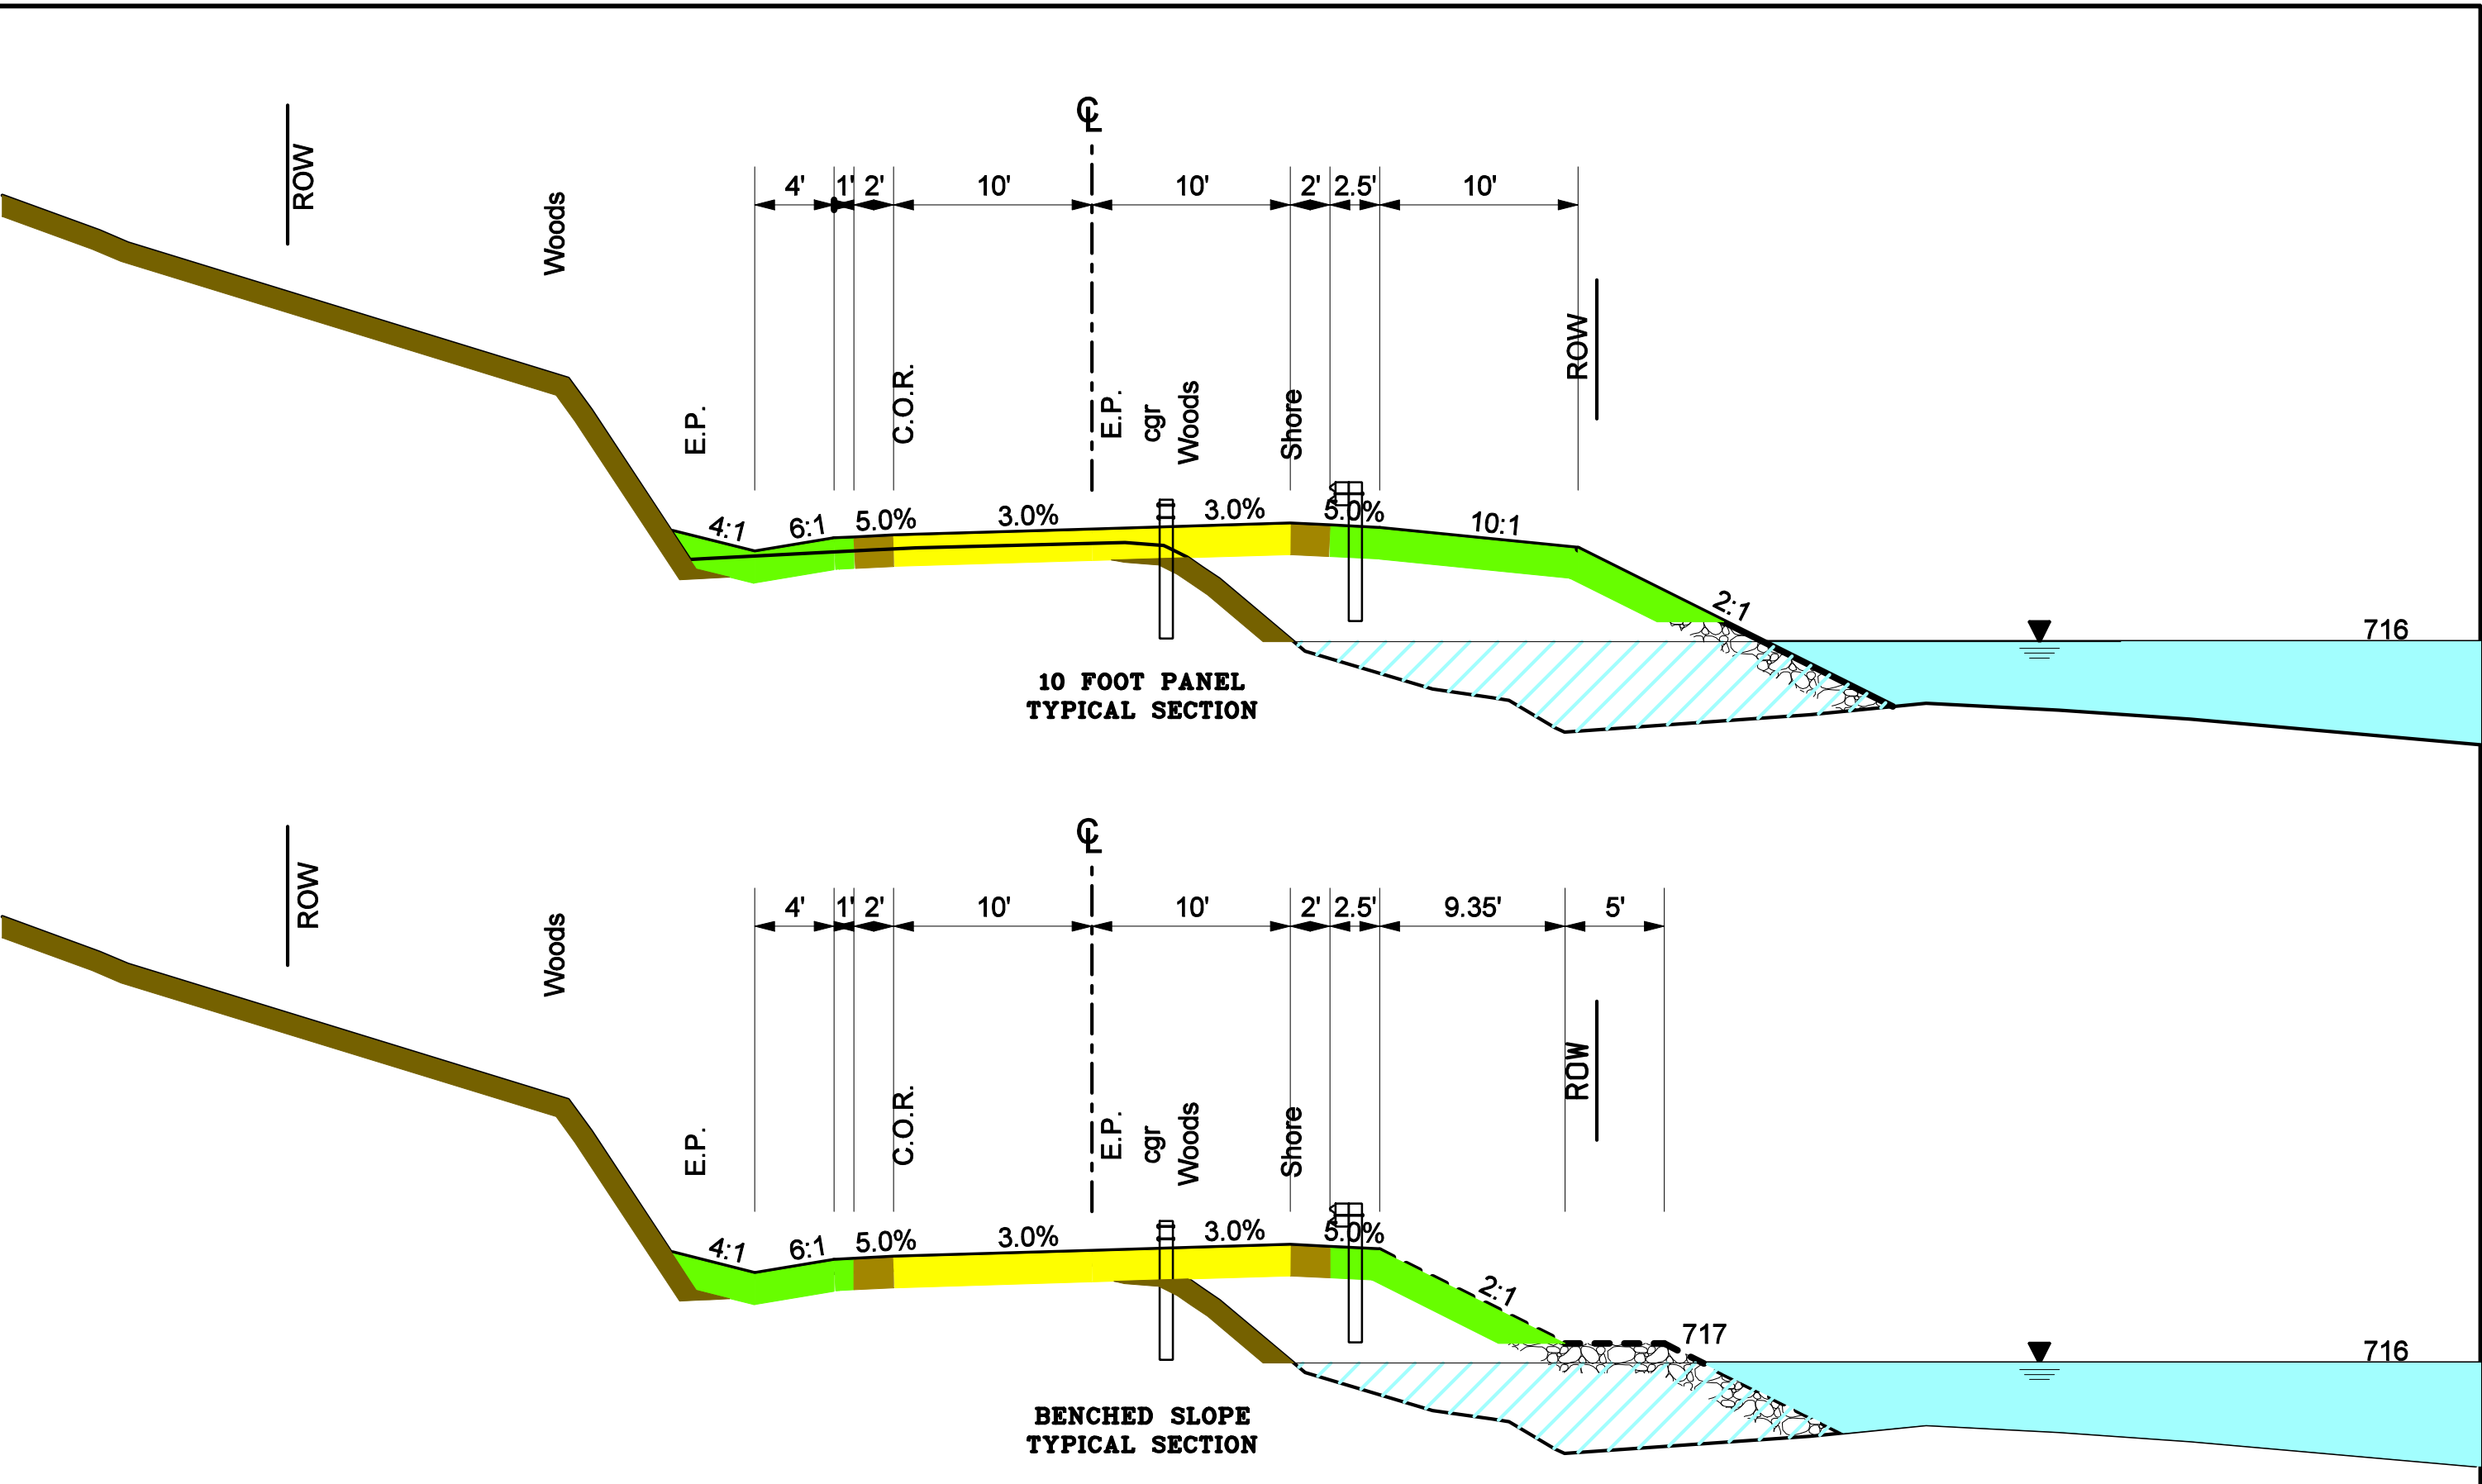 ℄
ROW
4' 1' 2' 10' 10' 2' 2.5' 10'
Woods
ROW
E.P.
C.O.R.
E.P.
cgr
Woods
Shore
4:1 6:1 5.0% 3.0% 3.0% 5.0% 10:1
2:1
716
10 FOOT PANEL
TYPICAL SECTION
℄
ROW
4' 1' 2' 10' 10' 2' 2.5' 9.35' 5'
Woods
ROW
E.P.
C.O.R.
E.P.
cgr
Woods
Shore
4:1 6:1 5.0% 3.0% 3.0% 5.0%
2:1
717
716
BENCHED SLOPE
TYPICAL SECTION